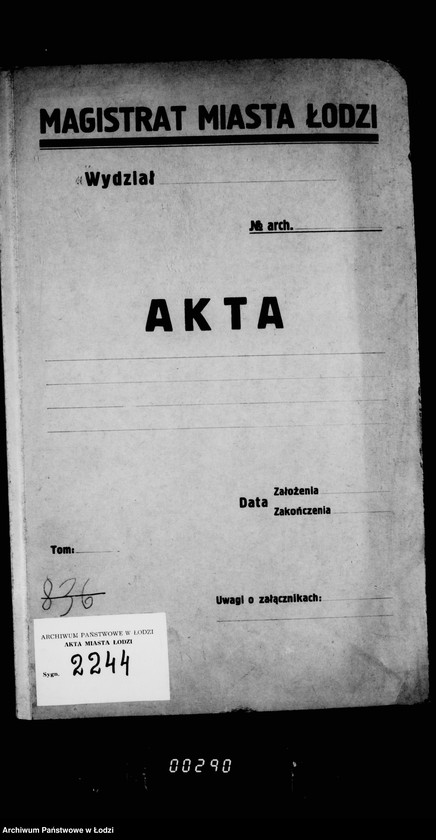 MAGISTRAT MIASTA ŁODZI
Wydział
№ arch.
AKTA
Data Założenia
Zakończenia
Tom:
836
Uwagi o załącznikach:
ARCHIWUM PAŃSTWOWE W ŁODZI
AKTA MIASTA ŁODZI
Sygn. 2244
00290
Archiwum Państwowe w Łodzi